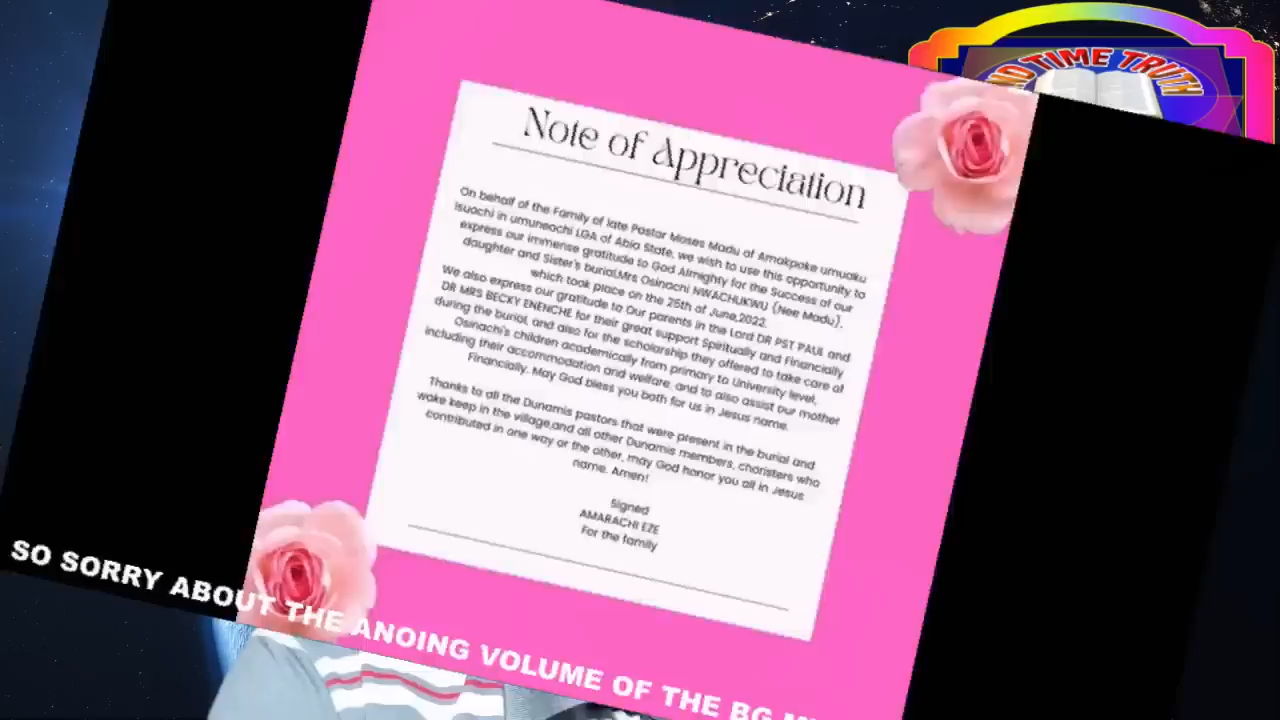 ND TIME TRUTH
Note of Appreciation
On behalf of the Family of late Pastor Moses Madu of Amakpoke umuaku
Isuochi in umuneochi LGA of Abia State, we wish to use this opportunity to
express our immense gratitude to God Almighty for the Success of our
daughter and Sister's burial,Mrs Osinachi NWACHUKWU (Nee Madu),
which took place on the 25th of June,2022.
We also express our gratitude to Our parents in the Lord DR PST PAUL and
DR MRS BECKY ENENCHE for their great support Spiritually and Financially
during the burial, and also for the scholarship they offered to take care of
Osinachi's children academically from primary to University level,
including their accommodation and welfare, and to also assist our mother
Financially. May God bless you both for us in Jesus name.
Thanks to all the Dunamis pastors that were present in the burial and
wake keep in the village,and all other Dunamis members, choristers who
contributed in one way or the other, may God honor you all in Jesus
name. Amen!
Signed
AMARACHI EZE
For the family
SO SORRY ABOUT THE ANOING VOLUME OF THE BG